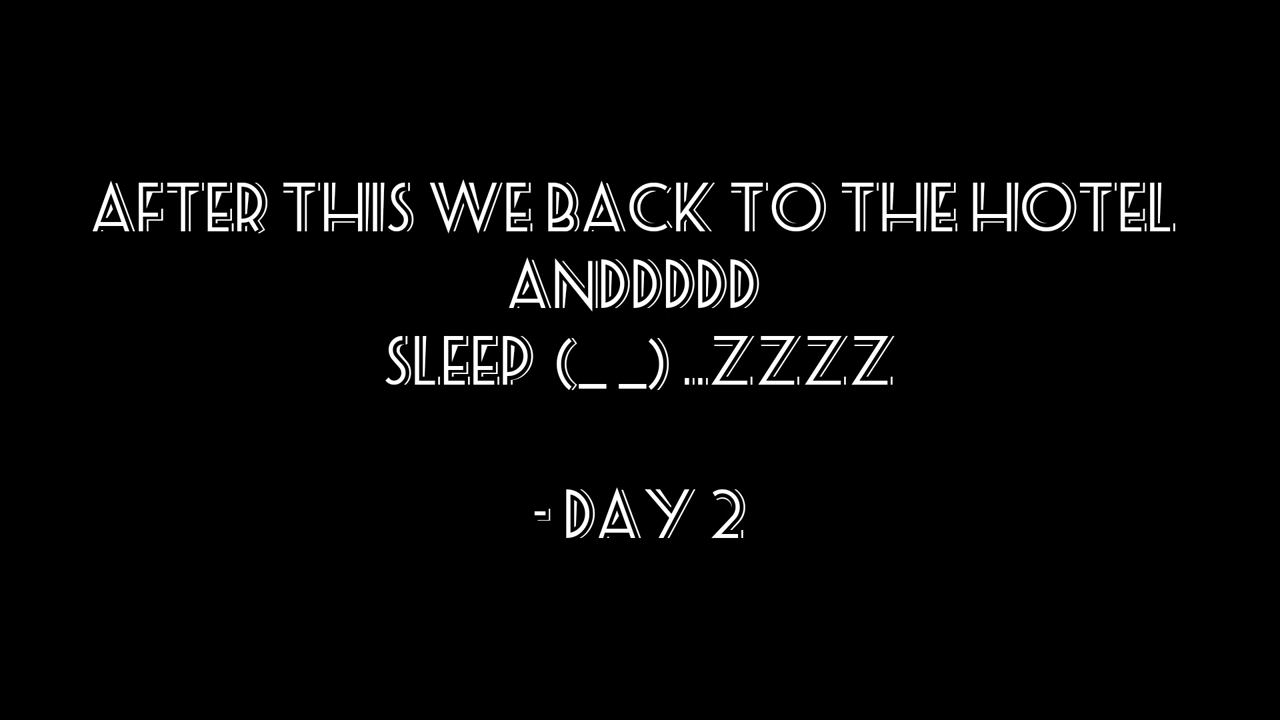 AFTER THIS WE BACK TO THE HOTEL
ANDDDDD
SLEEP (_ _) ...ZZZZ
- DAY 2